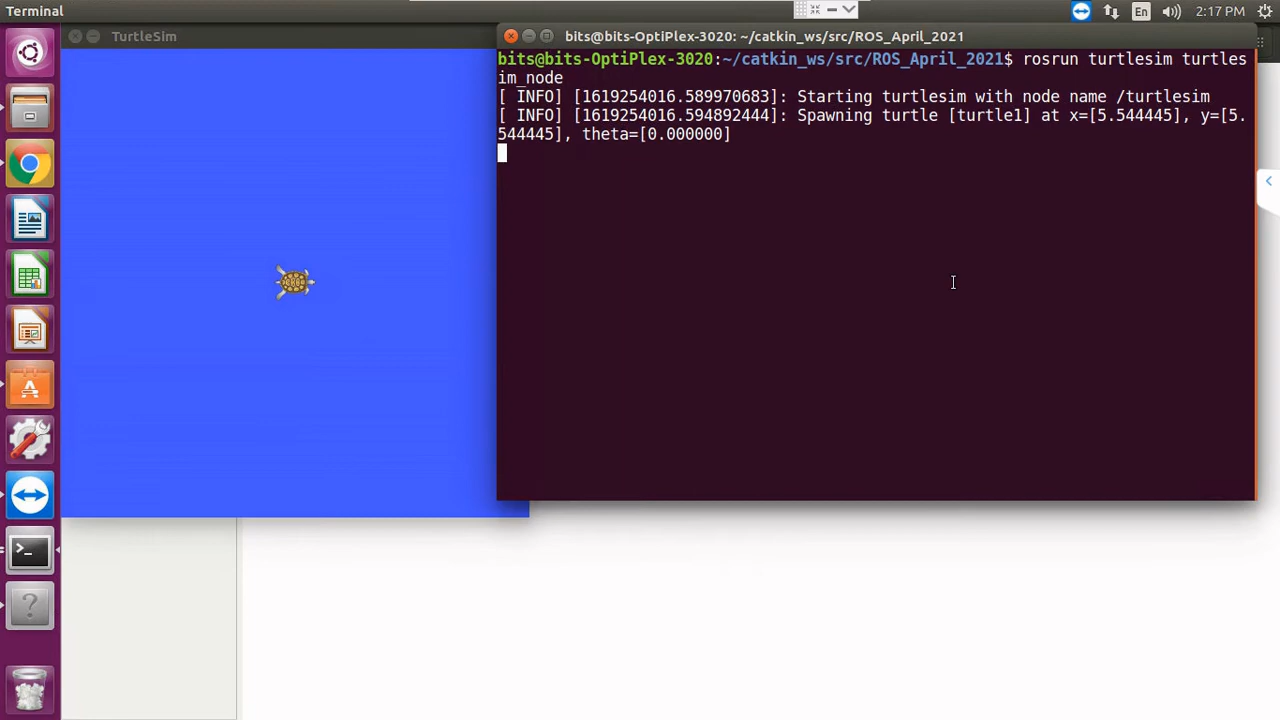 Terminal
En
2:17 PM
TurtleSim
bits@bits-OptiPlex-3020: ~/catkin_ws/src/ROS_April_2021
bits@bits-OptiPlex-3020:~/catkin_ws/src/ROS_April_2021$ rosrun turtlesim turtles
im_node
[ INFO] [1619254016.589970683]: Starting turtlesim with node name /turtlesim
[ INFO] [1619254016.594892444]: Spawning turtle [turtle1] at x=[5.544445], y=[5.
544445], theta=[0.000000]